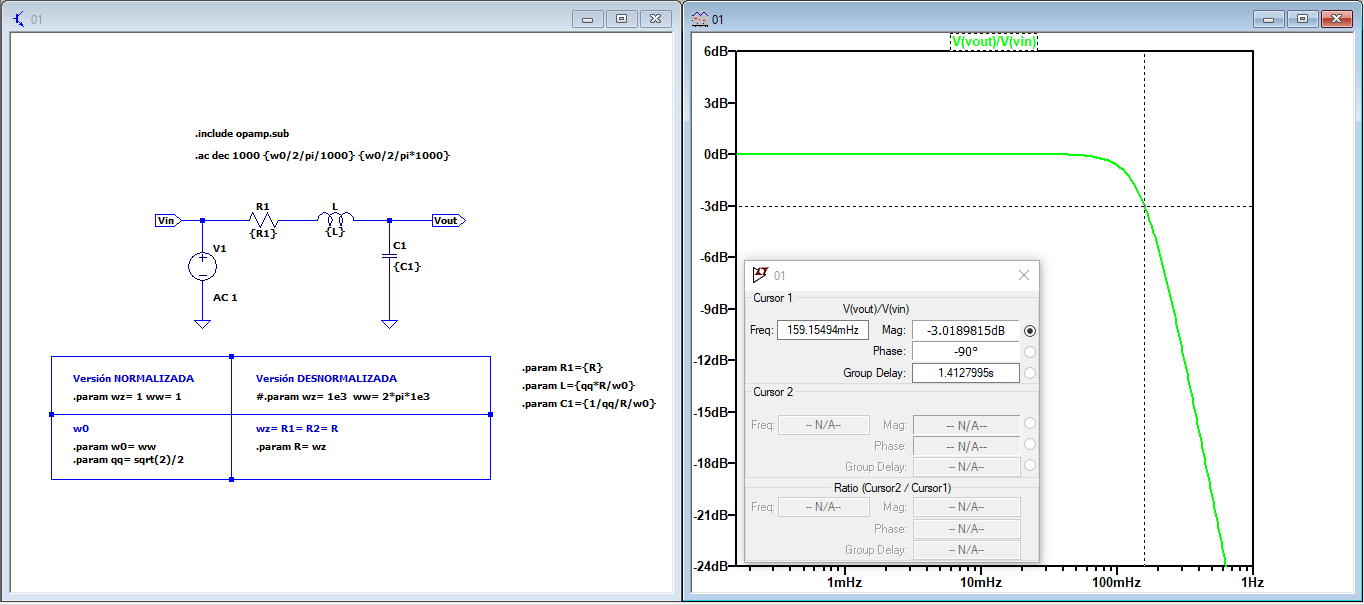 01
.include opamp.sub
.ac dec 1000 {w0/2/pi/1000} {w0/2/pi*1000}
R1
L
Vin
Vout
{R1}
{L}
V1
C1
{C1}
AC 1
Versión NORMALIZADA
Versión DESNORMALIZADA
.param wz= 1 ww= 1
#.param wz= 1e3 ww= 2*pi*1e3
w0
wz= R1= R2= R
.param w0= ww
.param R= wz
.param qq= sqrt(2)/2
.param R1={R}
.param L={qq*R/w0}
.param C1={1/qq/R/w0}
01
V(vout)/V(vin)
6dB
3dB
0dB
-3dB
-6dB
-9dB
-12dB
-15dB
-18dB
-21dB
-24dB
1mHz
10mHz
100mHz
1Hz
01
Cursor 1
V(vout)/V(vin)
Freq: 159.15494mHz Mag: -3.0189815dB
Phase: -90°
Group Delay: 1.4127995s
Cursor 2
Freq: -- N/A-- Mag: -- N/A--
Phase: -- N/A--
Group Delay: -- N/A--
Ratio (Cursor2 / Cursor1)
Freq: -- N/A-- Mag: -- N/A--
Phase: -- N/A--
Group Delay: -- N/A--